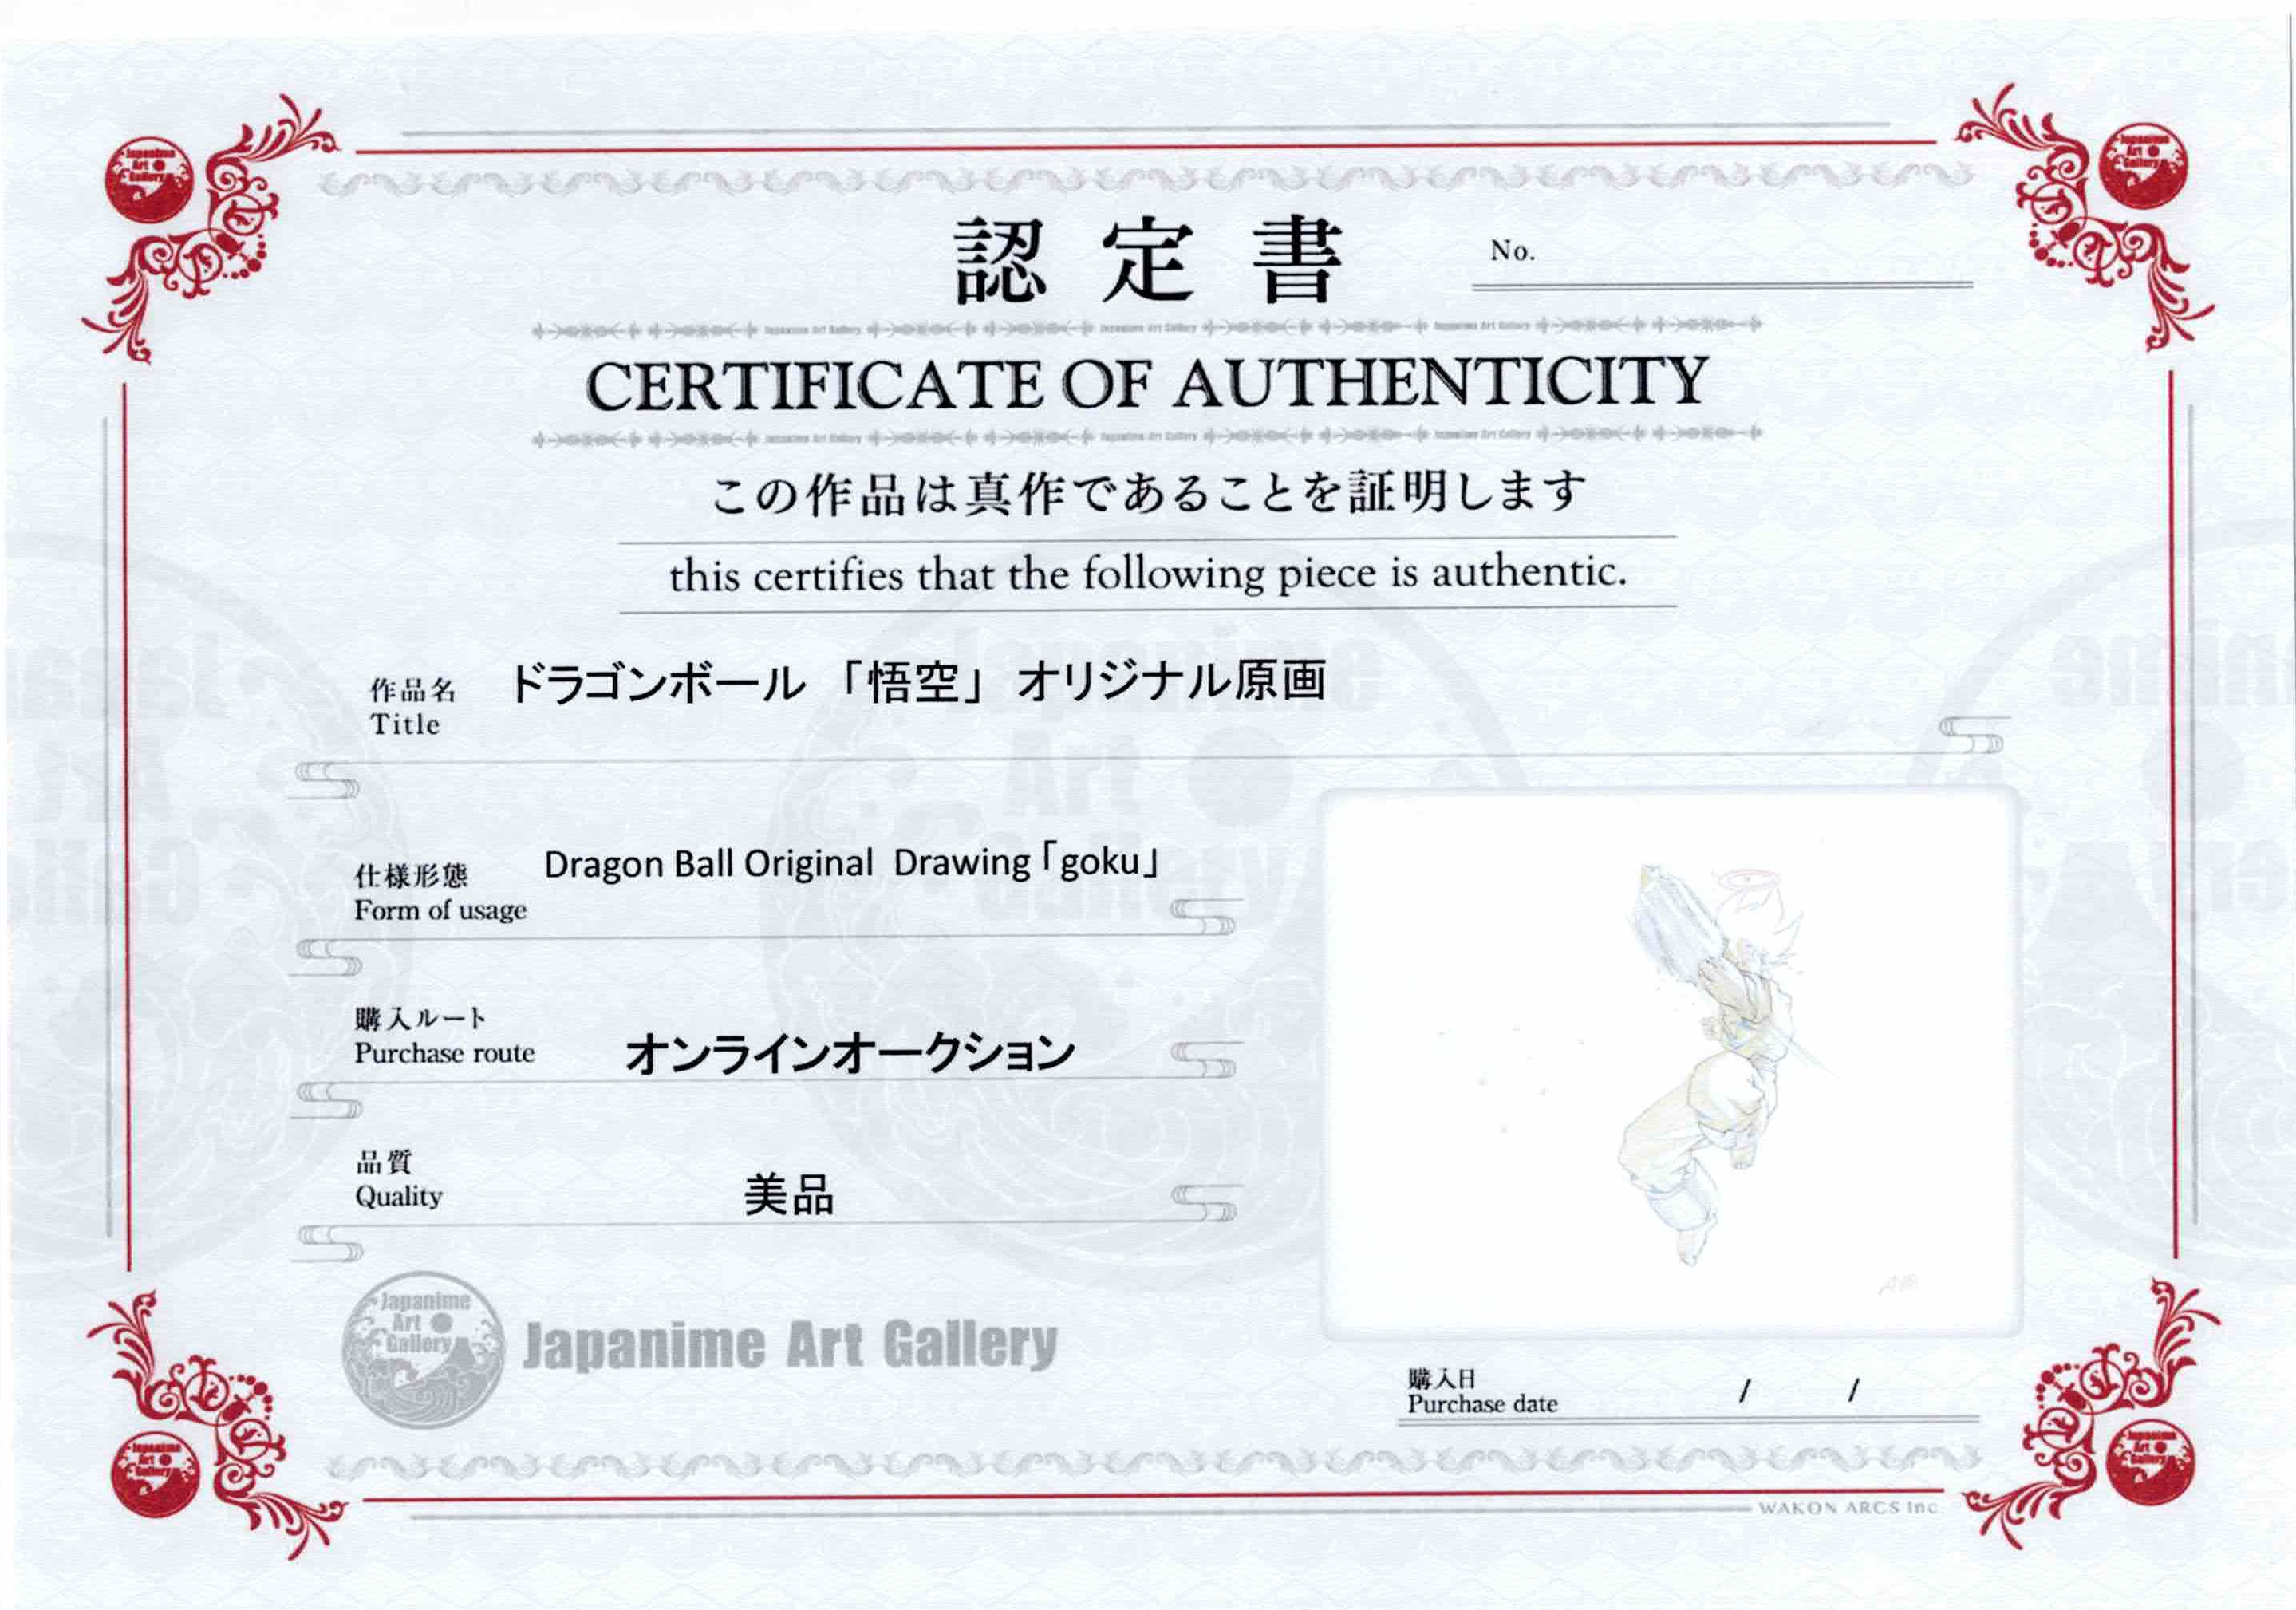 認定書
No.
CERTIFICATE OF AUTHENTICITY
この作品は真作であることを証明します
this certifies that the following piece is authentic.
作品名 ドラゴンボール 「悟空」 オリジナル原画
Title
仕様形態 Dragon Ball Original Drawing「goku」
Form of usage
購入ルート
Purchase route オンラインオークション
品質
Quality 美品
Japanime
Art
Gallery
Japanime Art Gallery
購入日
Purchase date / /
WAKON ARCS Inc.